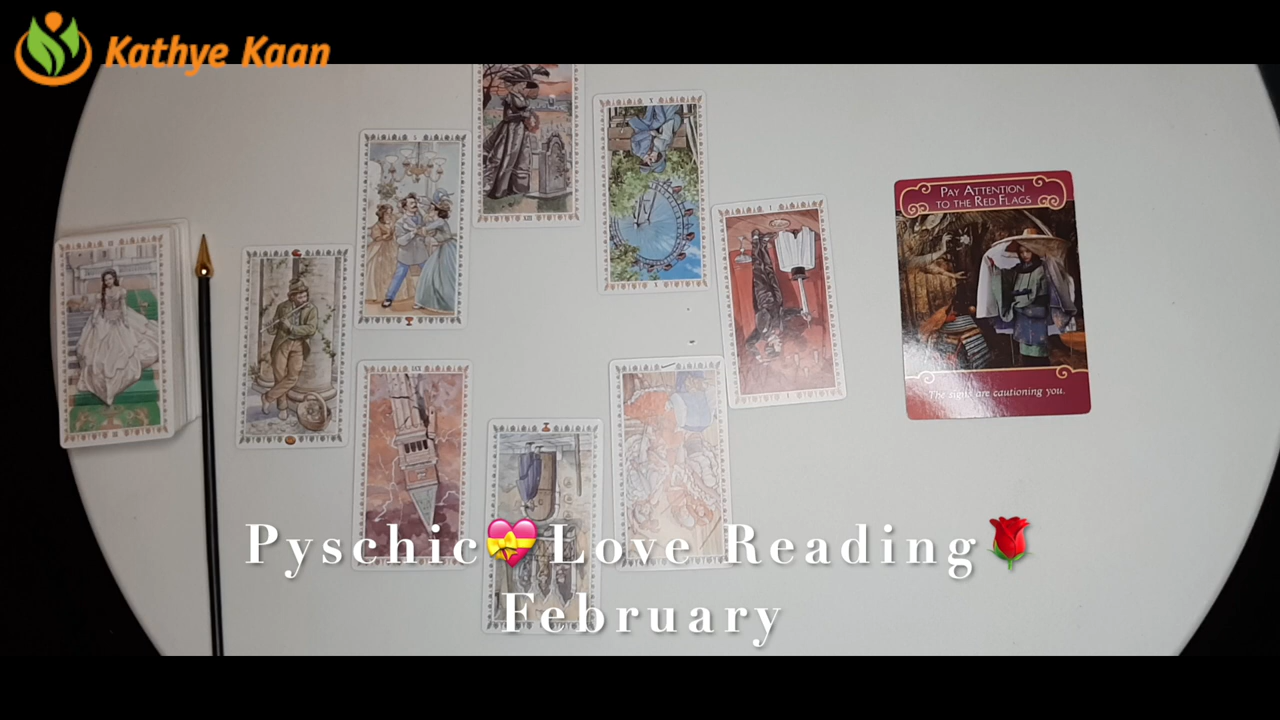 Kathye Kaan
PAY ATTENTION
TO THE RED FLAGS
The signs are cautioning you.
Pyschic💝Love Reading🌹
February